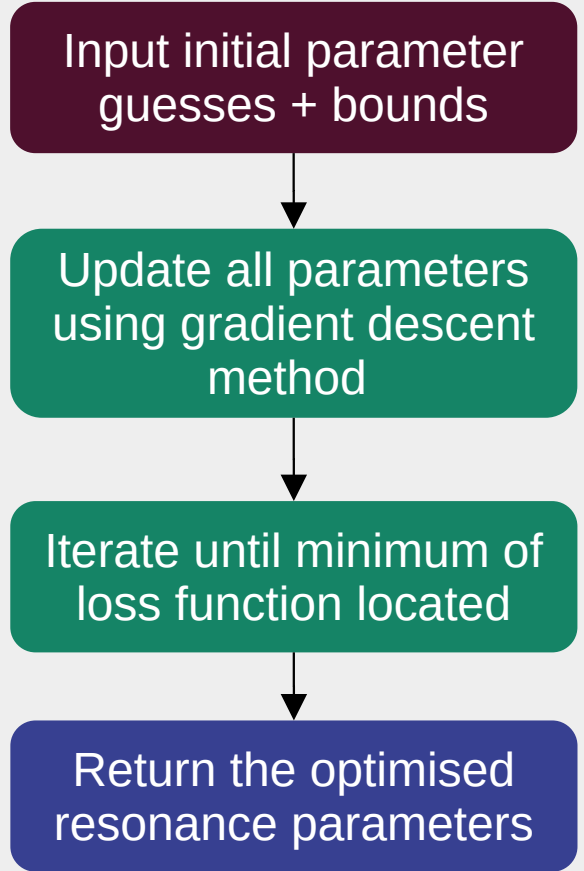 Input initial parameter
guesses + bounds
Update all parameters
using gradient descent
method
Iterate until minimum of
loss function located
Return the optimised
resonance parameters